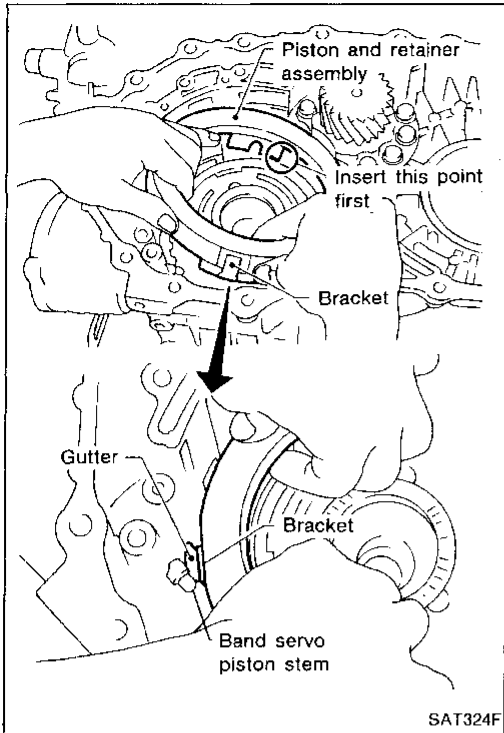 Piston and retainer
assembly
Insert this point
first
Bracket
Gutter
Bracket
Band servo
piston stem
SAT324F